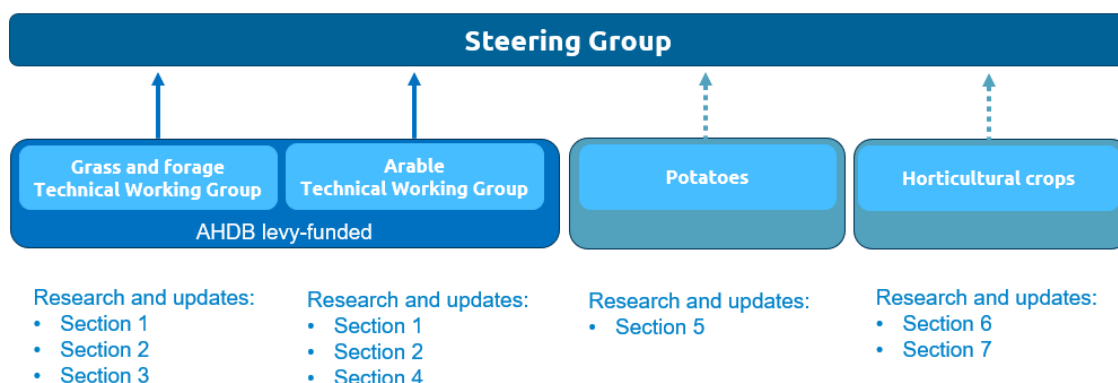 Steering Group
Grass and forage
Technical Working Group
Arable
Technical Working Group
AHDB levy-funded
Potatoes
Horticultural crops
Research and updates:
• Section 1
• Section 2
• Section 3
Research and updates:
• Section 1
• Section 2
• Section 4
Research and updates:
• Section 5
Research and updates:
• Section 6
• Section 7